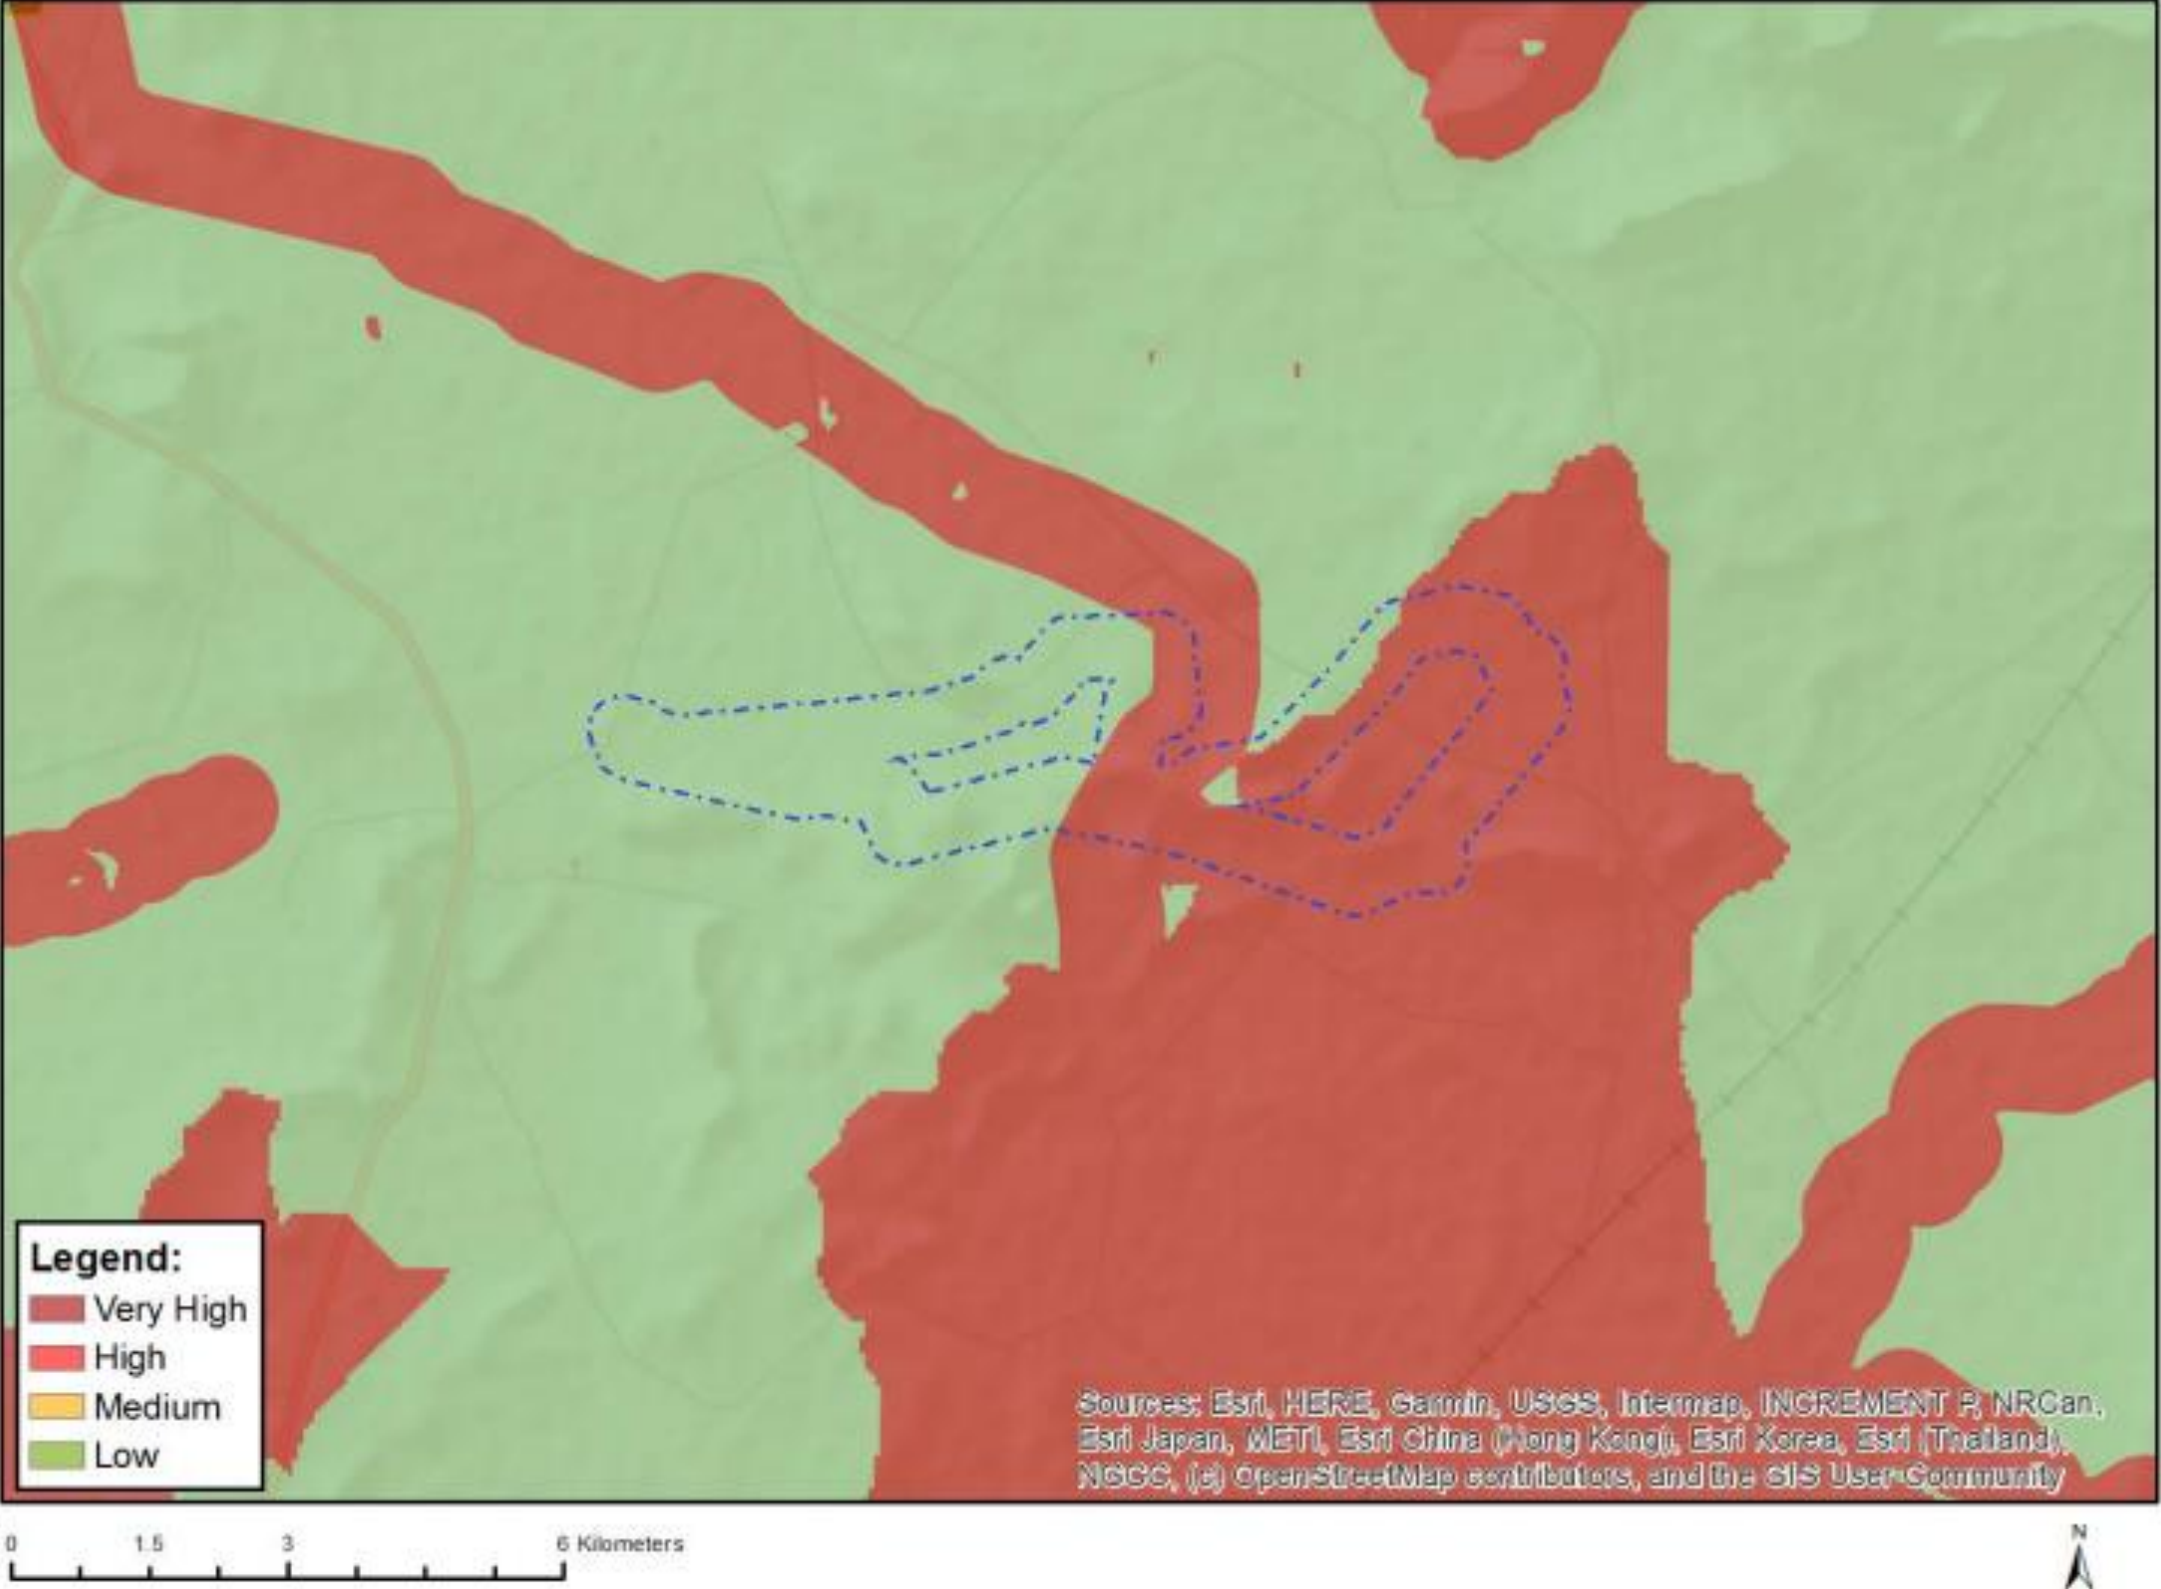 Legend:
Very High
High
Medium
Low
Sources: Esri, HERE, Garmin, USGS, Intermap, INCREMENT P, NRCan,
Esri Japan, METI, Esri China (Hong Kong), Esri Korea, Esri (Thailand),
NGCC, (c) OpenStreetMap contributors, and the GIS User Community
0 1.5 3 6 Kilometers
N